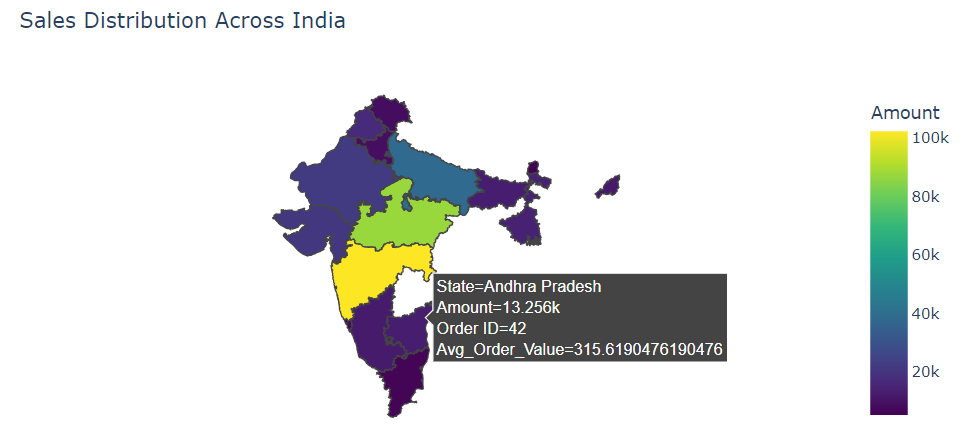 Sales Distribution Across India
Amount
100k
80k
60k
40k
20k
State=Andhra Pradesh
Amount=13.256k
Order ID=42
Avg_Order_Value=315.6190476190476